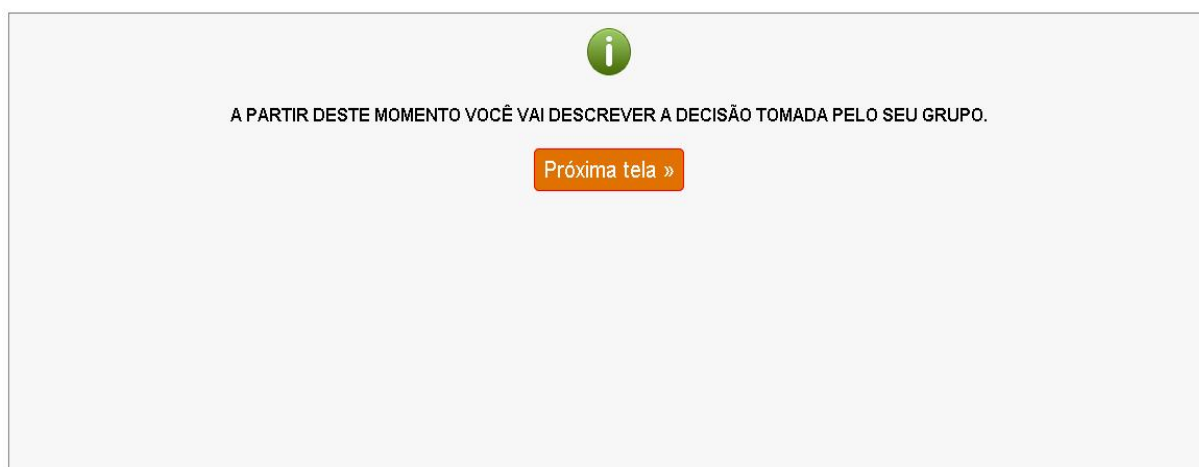 A PARTIR DESTE MOMENTO VOCÊ VAI DESCREVER A DECISÃO TOMADA PELO SEU GRUPO.
Próxima tela »